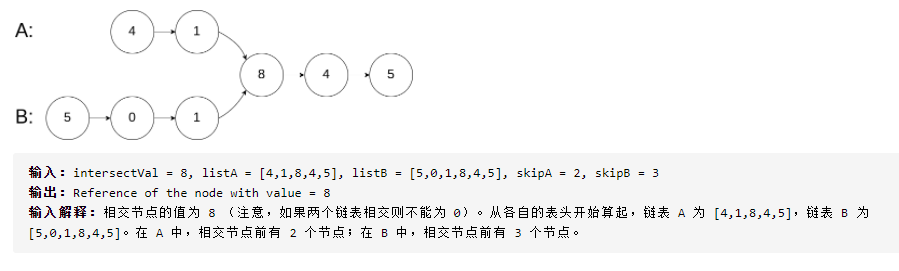 A: 4 1
8 4 5
B: 5 0 1
输入: intersectVal = 8, listA = [4,1,8,4,5], listB = [5,0,1,8,4,5], skipA = 2, skipB = 3
输出: Reference of the node with value = 8
输入解释: 相交节点的值为 8 (注意，如果两个链表相交则不能为 0)。从各自的表头开始算起，链表 A 为 [4,1,8,4,5]，链表 B 为
[5,0,1,8,4,5]。在 A 中，相交节点前有 2 个节点；在 B 中，相交节点前有 3 个节点。